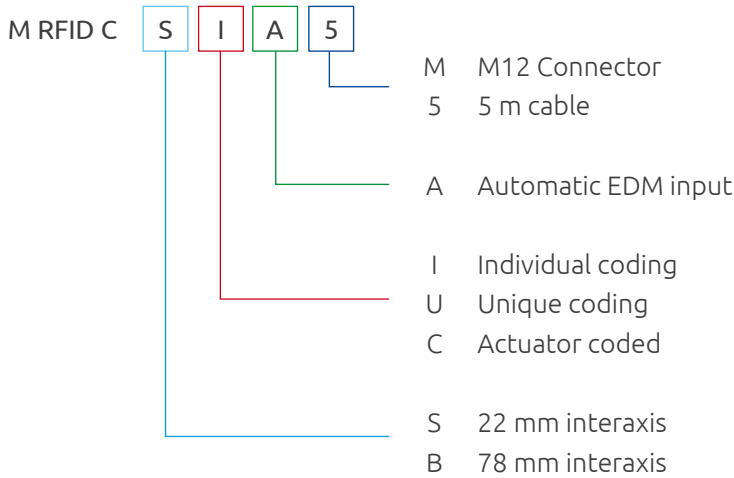 M RFID C S I A 5
M M12 Connector
5 5 m cable
A Automatic EDM input
I Individual coding
U Unique coding
C Actuator coded
S 22 mm interaxis
B 78 mm interaxis